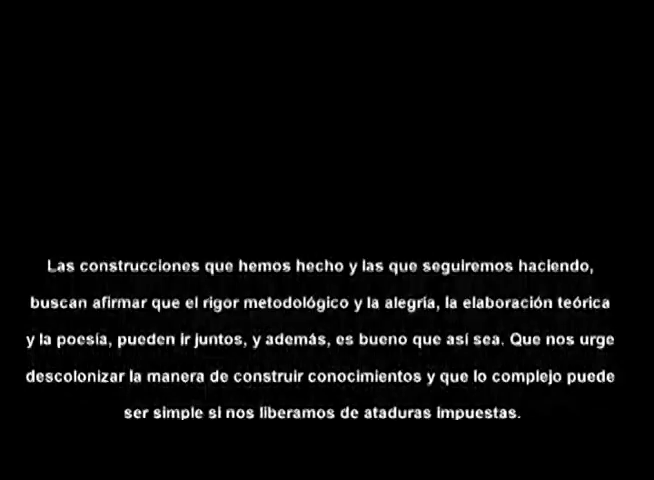 Las construcciones que hemos hecho y las que seguiremos haciendo,
buscan afirmar que el rigor metodológico y la alegría, la elaboración teórica
y la poesía, pueden ir juntos, y además, es bueno que así sea. Que nos urge
descolonizar la manera de construir conocimientos y que lo complejo puede
ser simple si nos liberamos de ataduras impuestas.